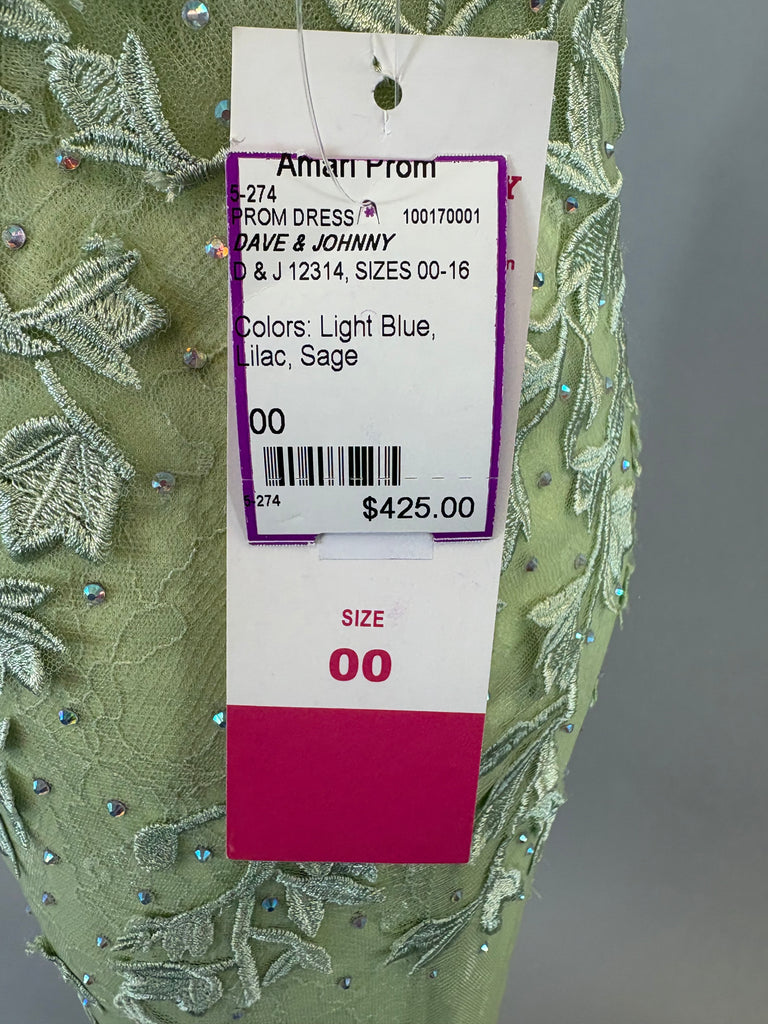 Amari Prom
5-274
PROM DRESS 100170001
DAVE & JOHNNY
D & J 12314, SIZES 00-16
Colors: Light Blue,
Lilac, Sage
00
5-274
$425.00
SIZE
00